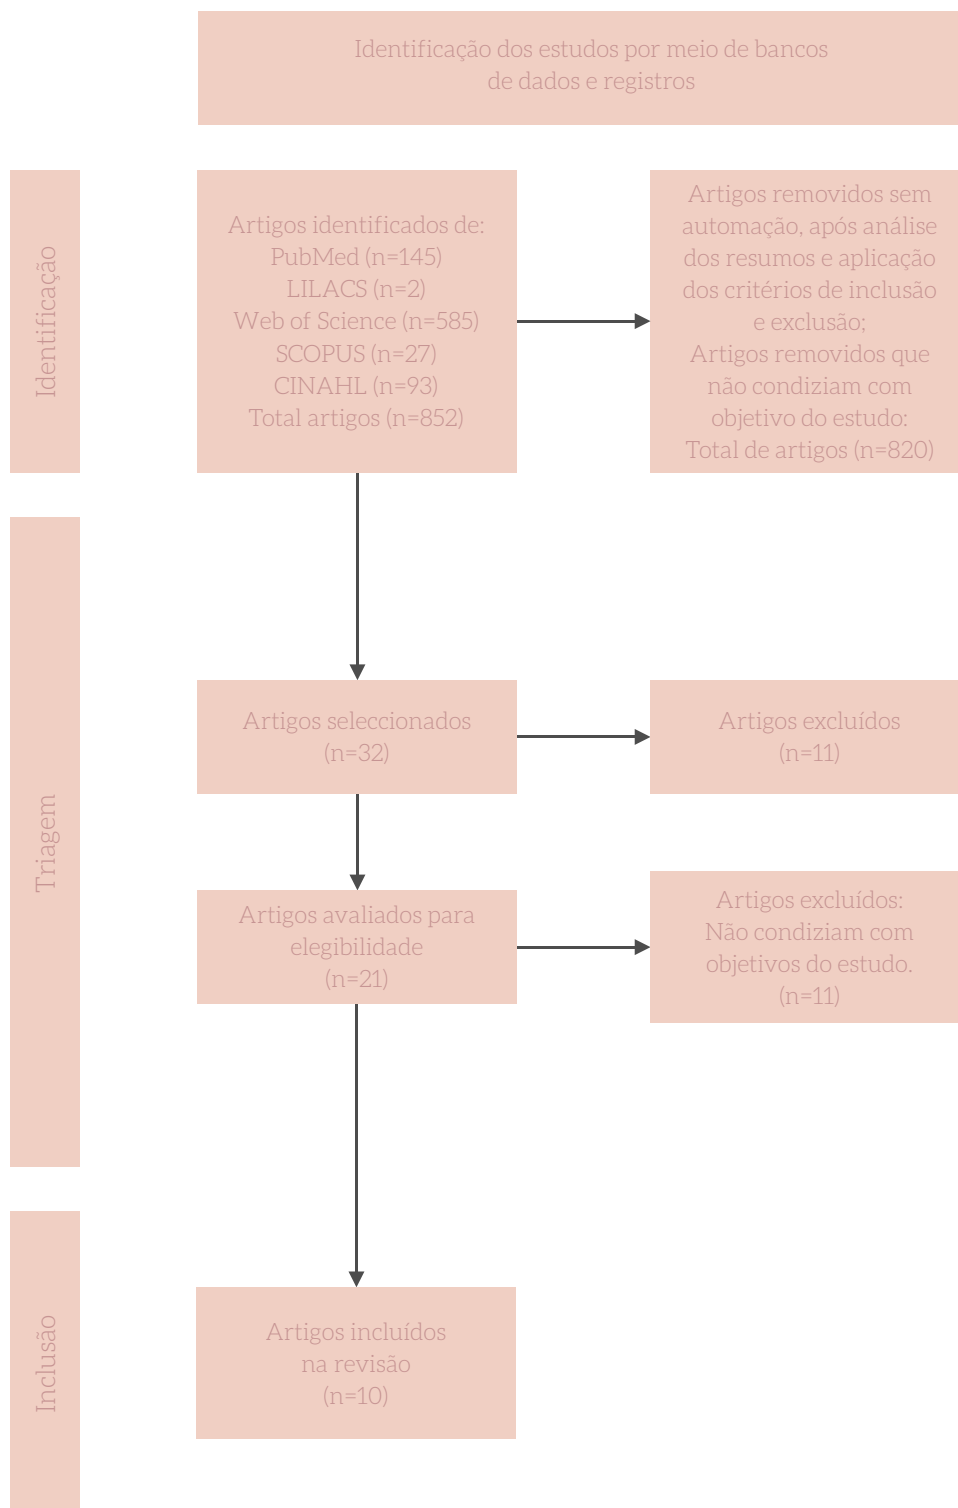 Identificação dos estudos por meio de bancos
de dados e registros
Identificação
Artigos identificados de:
PubMed (n=145)
LILACS (n=2)
Web of Science (n=585)
SCOPUS (n=27)
CINAHL (n=93)
Total artigos (n=852)
Artigos removidos sem
automação, após análise
dos resumos e aplicação
dos critérios de inclusão
e exclusão;
Artigos removidos que
não condiziam com
objetivo do estudo:
Total de artigos (n=820)
Triagem
Artigos seleccionados
(n=32)
Artigos excluídos
(n=11)
Artigos avaliados para
elegibilidade
(n=21)
Artigos excluídos:
Não condiziam com
objetivos do estudo.
(n=11)
Inclusão
Artigos incluídos
na revisão
(n=10)